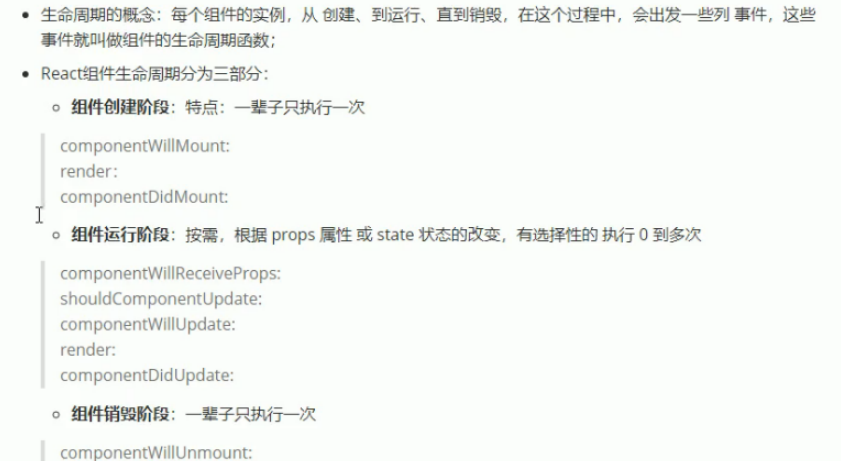 生命周期的概念：每个组件的实例，从 创建、到运行、直到销毁，在这个过程中，会出发一些列 事件，这些
事件就叫做组件的生命周期函数；
React组件生命周期分为三部分：
组件创建阶段：特点：一辈子只执行一次
componentWillMount:
render:
componentDidMount:
组件运行阶段：按需，根据 props 属性 或 state 状态的改变，有选择性的 执行 0 到多次
componentWillReceiveProps:
shouldComponentUpdate:
componentWillUpdate:
render:
componentDidUpdate:
组件销毁阶段：一辈子只执行一次
componentWillUnmount: